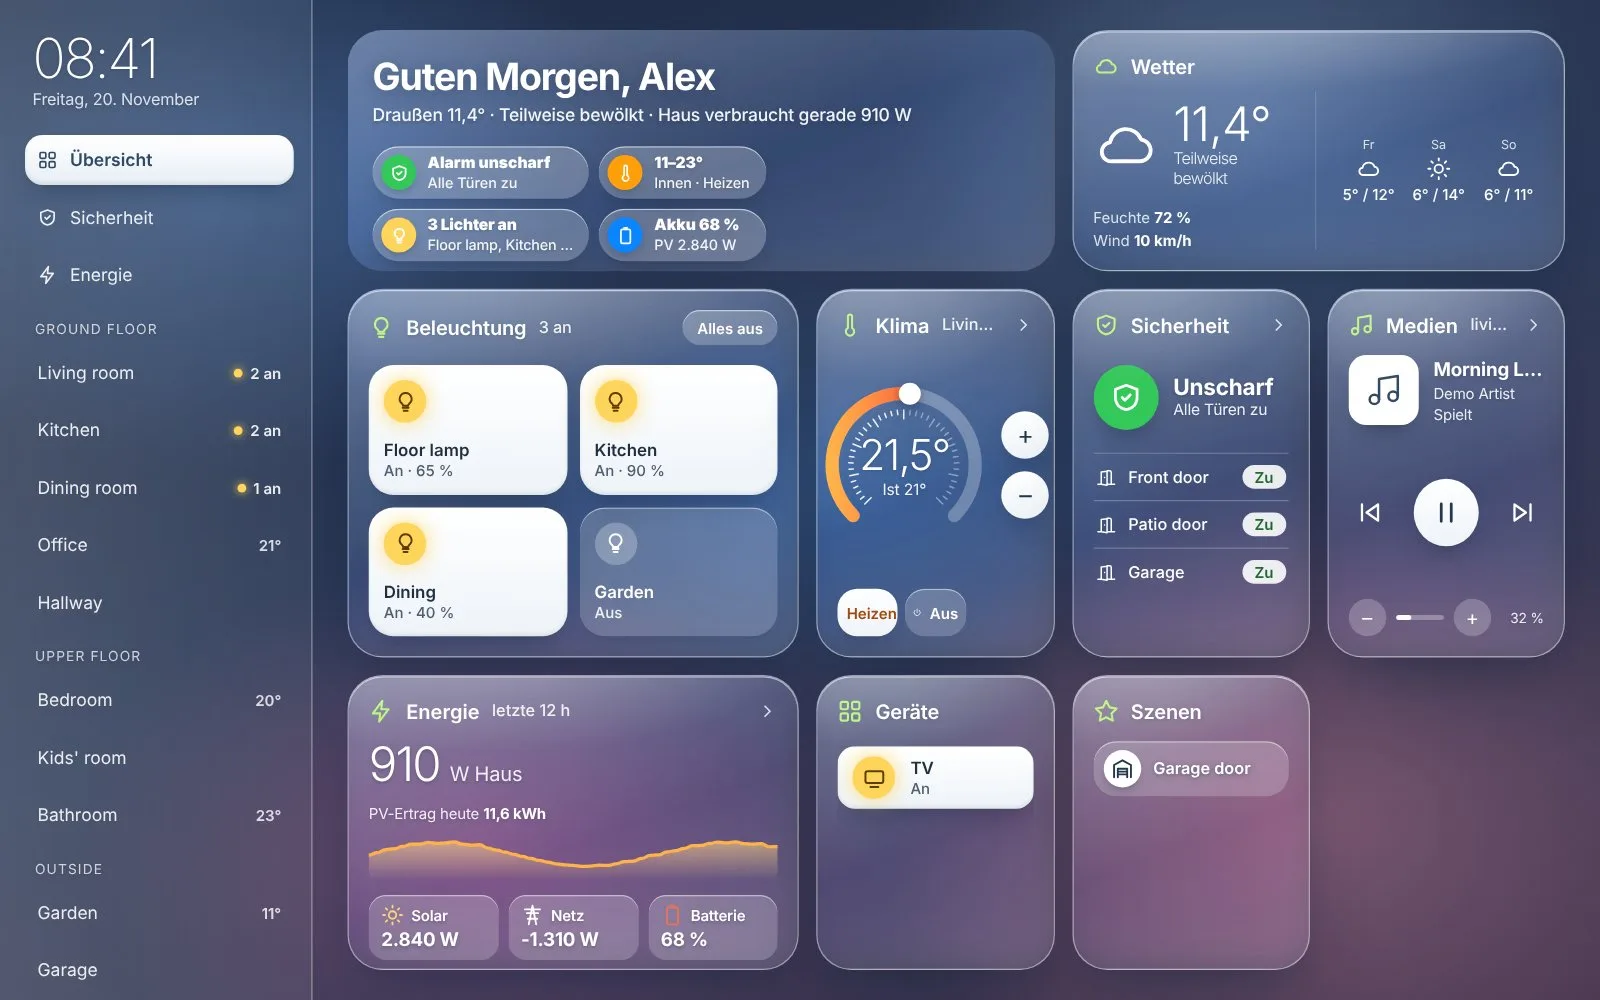 08:41
Freitag, 20. November
Übersicht
Sicherheit
Energie
GROUND FLOOR
Living room 2 an
Kitchen 2 an
Dining room 1 an
Office 21°
Hallway
UPPER FLOOR
Bedroom 20°
Kids' room
Bathroom 23°
OUTSIDE
Garden 11°
Garage
Guten Morgen, Alex
Draußen 11,4° · Teilweise bewölkt · Haus verbraucht gerade 910 W
Alarm unscharf
Alle Türen zu
11–23°
Innen · Heizen
3 Lichter an
Floor lamp, Kitchen ...
Akku 68 %
PV 2.840 W
Wetter
11,4°
Teilweise
bewölkt
Feuchte 72 %
Wind 10 km/h
Fr Sa So
5° / 12° 6° / 14° 6° / 11°
Beleuchtung 3 an
Alles aus
Floor lamp
An · 65 %
Kitchen
An · 90 %
Dining
An · 40 %
Garden
Aus
Klima Livin...
21,5°
Ist 21°
+
−
Heizen
Aus
Sicherheit
Unscharf
Alle Türen zu
Front door Zu
Patio door Zu
Garage Zu
Medien livi...
Morning L...
Demo Artist
Spielt
− + 32 %
Energie letzte 12 h
910 W Haus
PV-Ertrag heute 11,6 kWh
Solar
2.840 W
Netz
-1.310 W
Batterie
68 %
Geräte
TV
An
Szenen
Garage door